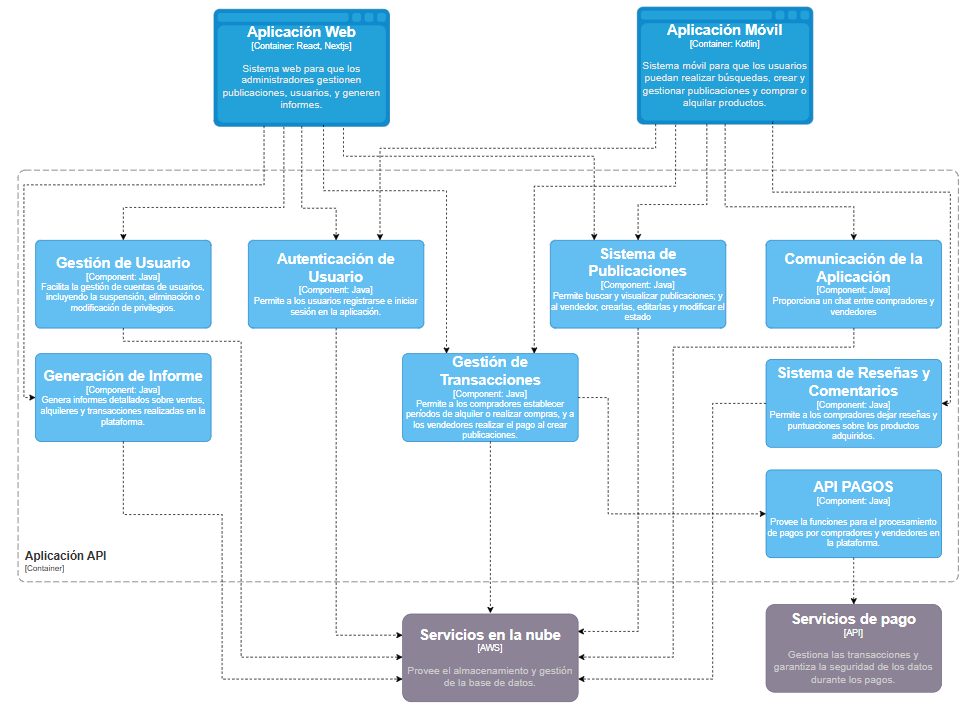 Aplicación Web
[Container: React, Nextjs]
Sistema web para que los
administradores gestionen
publicaciones, usuarios, y generen
informes.
Aplicación Móvil
[Container: Kotlin]
Sistema móvil para que los usuarios
puedan realizar búsquedas, crear y
gestionar publicaciones y comprar o
alquilar productos.
Gestión de Usuario
[Component: Java]
Facilita la gestión de cuentas de usuarios,
incluyendo la suspensión, eliminación o
modificación de privilegios.
Autenticación de
Usuario
[Component: Java]
Permite a los usuarios registrarse e iniciar
sesión en la aplicación.
Sistema de
Publicaciones
[Component: Java]
Permite buscar y visualizar publicaciones; y
al vendedor, crearlas, editarlas y modificar el
estado
Comunicación de la
Aplicación
[Component: Java]
Proporciona un chat entre compradores y
vendedores
Generación de Informe
[Component: Java]
Genera informes detallados sobre ventas,
alquileres y transacciones realizadas en la
plataforma.
Gestión de
Transacciones
[Component: Java]
Permite a los compradores establecer
períodos de alquiler o realizar compras, y a
los vendedores realizar el pago al crear
publicaciones.
Sistema de Reseñas y
Comentarios
[Component: Java]
Permite a los compradores dejar reseñas y
puntuaciones sobre los productos
adquiridos.
API PAGOS
[Component: Java]
Provee la funciones para el procesamiento
de pagos por compradores y vendedores en
la plataforma.
Aplicación API
[Container]
Servicios en la nube
[AWS]
Provee el almacenamiento y gestión
de la base de datos.
Servicios de pago
[API]
Gestiona las transacciones y
garantiza la seguridad de los datos
durante los pagos.